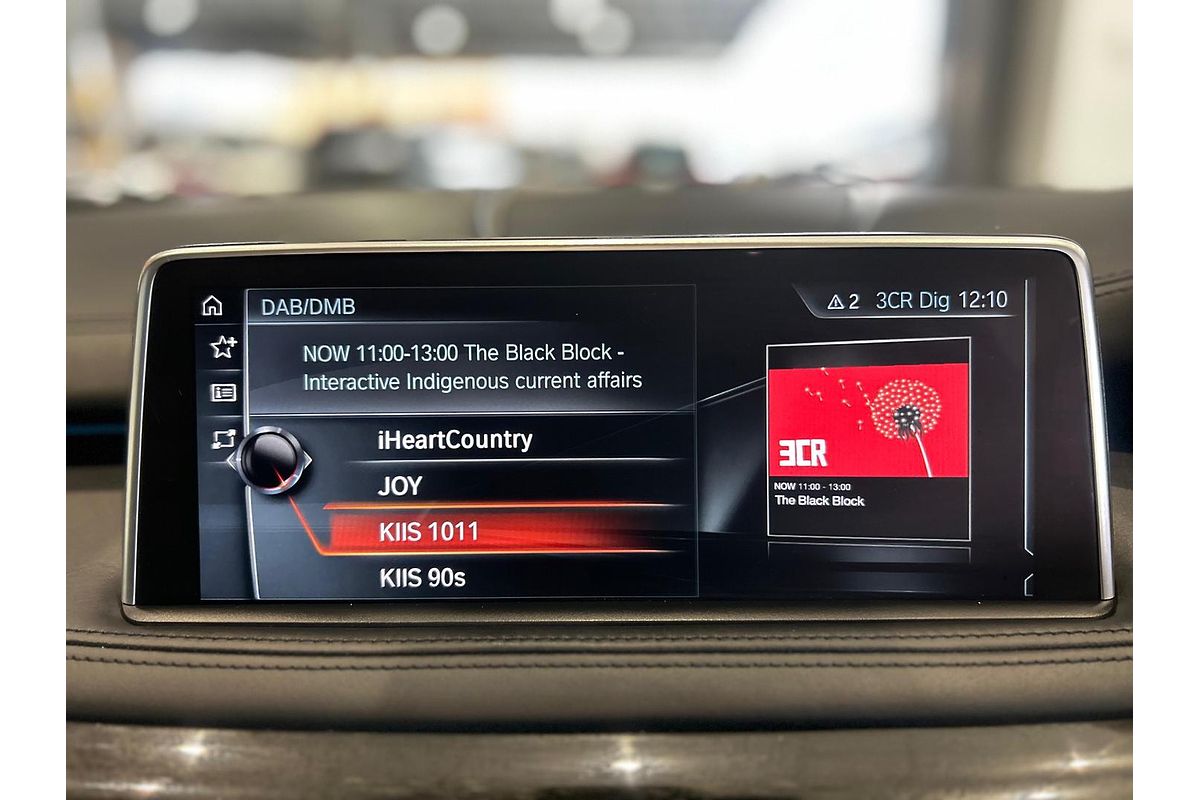 DAB/DMB
2 3CR Dig 12:10
NOW 11:00-13:00 The Black Block -
Interactive Indigenous current affairs
iHeartCountry
JOY
KIIS 1011
KIIS 90s
3CR
NOW 11:00 - 13:00
The Black Block